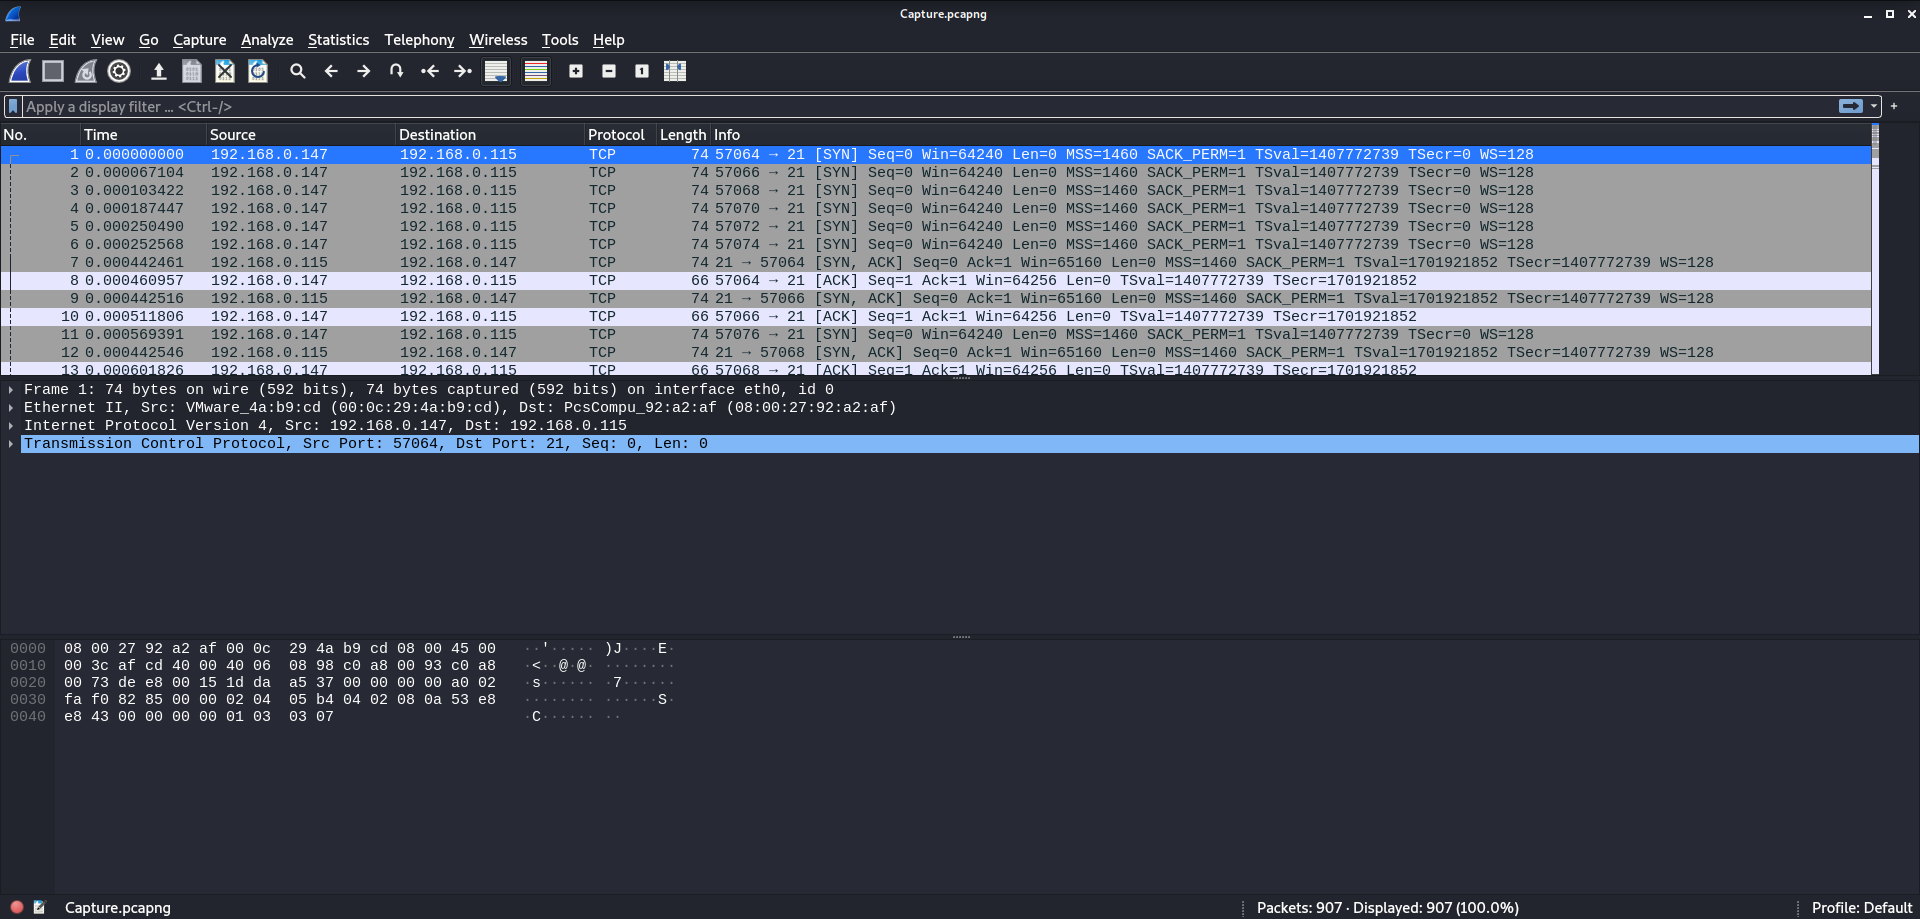 Capture.pcapng
File Edit View Go Capture Analyze Statistics Telephony Wireless Tools Help
Apply a display filter ... <Ctrl-/>
No. Time Source Destination Protocol Length Info
1 0.000000000 192.168.0.147 192.168.0.115 TCP 74 57064 → 21 [SYN] Seq=0 Win=64240 Len=0 MSS=1460 SACK_PERM=1 TSval=1407772739 TSecr=0 WS=128
2 0.000067104 192.168.0.147 192.168.0.115 TCP 74 57066 → 21 [SYN] Seq=0 Win=64240 Len=0 MSS=1460 SACK_PERM=1 TSval=1407772739 TSecr=0 WS=128
3 0.000103422 192.168.0.147 192.168.0.115 TCP 74 57068 → 21 [SYN] Seq=0 Win=64240 Len=0 MSS=1460 SACK_PERM=1 TSval=1407772739 TSecr=0 WS=128
4 0.000187447 192.168.0.147 192.168.0.115 TCP 74 57070 → 21 [SYN] Seq=0 Win=64240 Len=0 MSS=1460 SACK_PERM=1 TSval=1407772739 TSecr=0 WS=128
5 0.000250490 192.168.0.147 192.168.0.115 TCP 74 57072 → 21 [SYN] Seq=0 Win=64240 Len=0 MSS=1460 SACK_PERM=1 TSval=1407772739 TSecr=0 WS=128
6 0.000252568 192.168.0.147 192.168.0.115 TCP 74 57074 → 21 [SYN] Seq=0 Win=64240 Len=0 MSS=1460 SACK_PERM=1 TSval=1407772739 TSecr=0 WS=128
7 0.000442461 192.168.0.115 192.168.0.147 TCP 74 21 → 57064 [SYN, ACK] Seq=0 Ack=1 Win=65160 Len=0 MSS=1460 SACK_PERM=1 TSval=1701921852 TSecr=1407772739 WS=128
8 0.000460957 192.168.0.147 192.168.0.115 TCP 66 57064 → 21 [ACK] Seq=1 Ack=1 Win=64256 Len=0 TSval=1407772739 TSecr=1701921852
9 0.000442516 192.168.0.115 192.168.0.147 TCP 74 21 → 57066 [SYN, ACK] Seq=0 Ack=1 Win=65160 Len=0 MSS=1460 SACK_PERM=1 TSval=1701921852 TSecr=1407772739 WS=128
10 0.000511806 192.168.0.147 192.168.0.115 TCP 66 57066 → 21 [ACK] Seq=1 Ack=1 Win=64256 Len=0 TSval=1407772739 TSecr=1701921852
11 0.000569391 192.168.0.147 192.168.0.115 TCP 74 57076 → 21 [SYN] Seq=0 Win=64240 Len=0 MSS=1460 SACK_PERM=1 TSval=1407772739 TSecr=0 WS=128
12 0.000442546 192.168.0.115 192.168.0.147 TCP 74 21 → 57068 [SYN, ACK] Seq=0 Ack=1 Win=65160 Len=0 MSS=1460 SACK_PERM=1 TSval=1701921852 TSecr=1407772739 WS=128
13 0.000601826 192.168.0.147 192.168.0.115 TCP 66 57068 → 21 [ACK] Seq=1 Ack=1 Win=64256 Len=0 TSval=1407772739 TSecr=1701921852
Frame 1: 74 bytes on wire (592 bits), 74 bytes captured (592 bits) on interface eth0, id 0
Ethernet II, Src: VMware_4a:b9:cd (00:0c:29:4a:b9:cd), Dst: PcsCompu_92:a2:af (08:00:27:92:a2:af)
Internet Protocol Version 4, Src: 192.168.0.147, Dst: 192.168.0.115
Transmission Control Protocol, Src Port: 57064, Dst Port: 21, Seq: 0, Len: 0
0000 08 00 27 92 a2 af 00 0c 29 4a b9 cd 08 00 45 00 ··'····· )J····E·
0010 00 3c af cd 40 00 40 06 08 98 c0 a8 00 93 c0 a8 ·<··@·@· ········
0020 00 73 de e8 00 15 1d da a5 37 00 00 00 00 a0 02 ·s······ ·7······
0030 fa f0 82 85 00 00 02 04 05 b4 04 02 08 0a 53 e8 ········ ······S·
0040 e8 43 00 00 00 00 01 03 03 07 ·C······ ··
Capture.pcapng
Packets: 907 · Displayed: 907 (100.0%)
Profile: Default